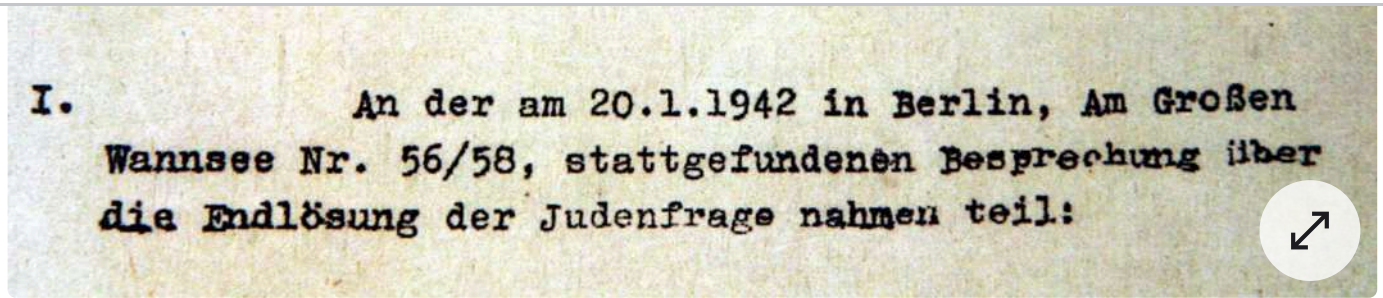 I. An der am 20.1.1942 in Berlin, Am Großen
Wannsee Nr. 56/58, stattgefundenen Besprechung über
die Endlösung der Judenfrage nahmen teil: